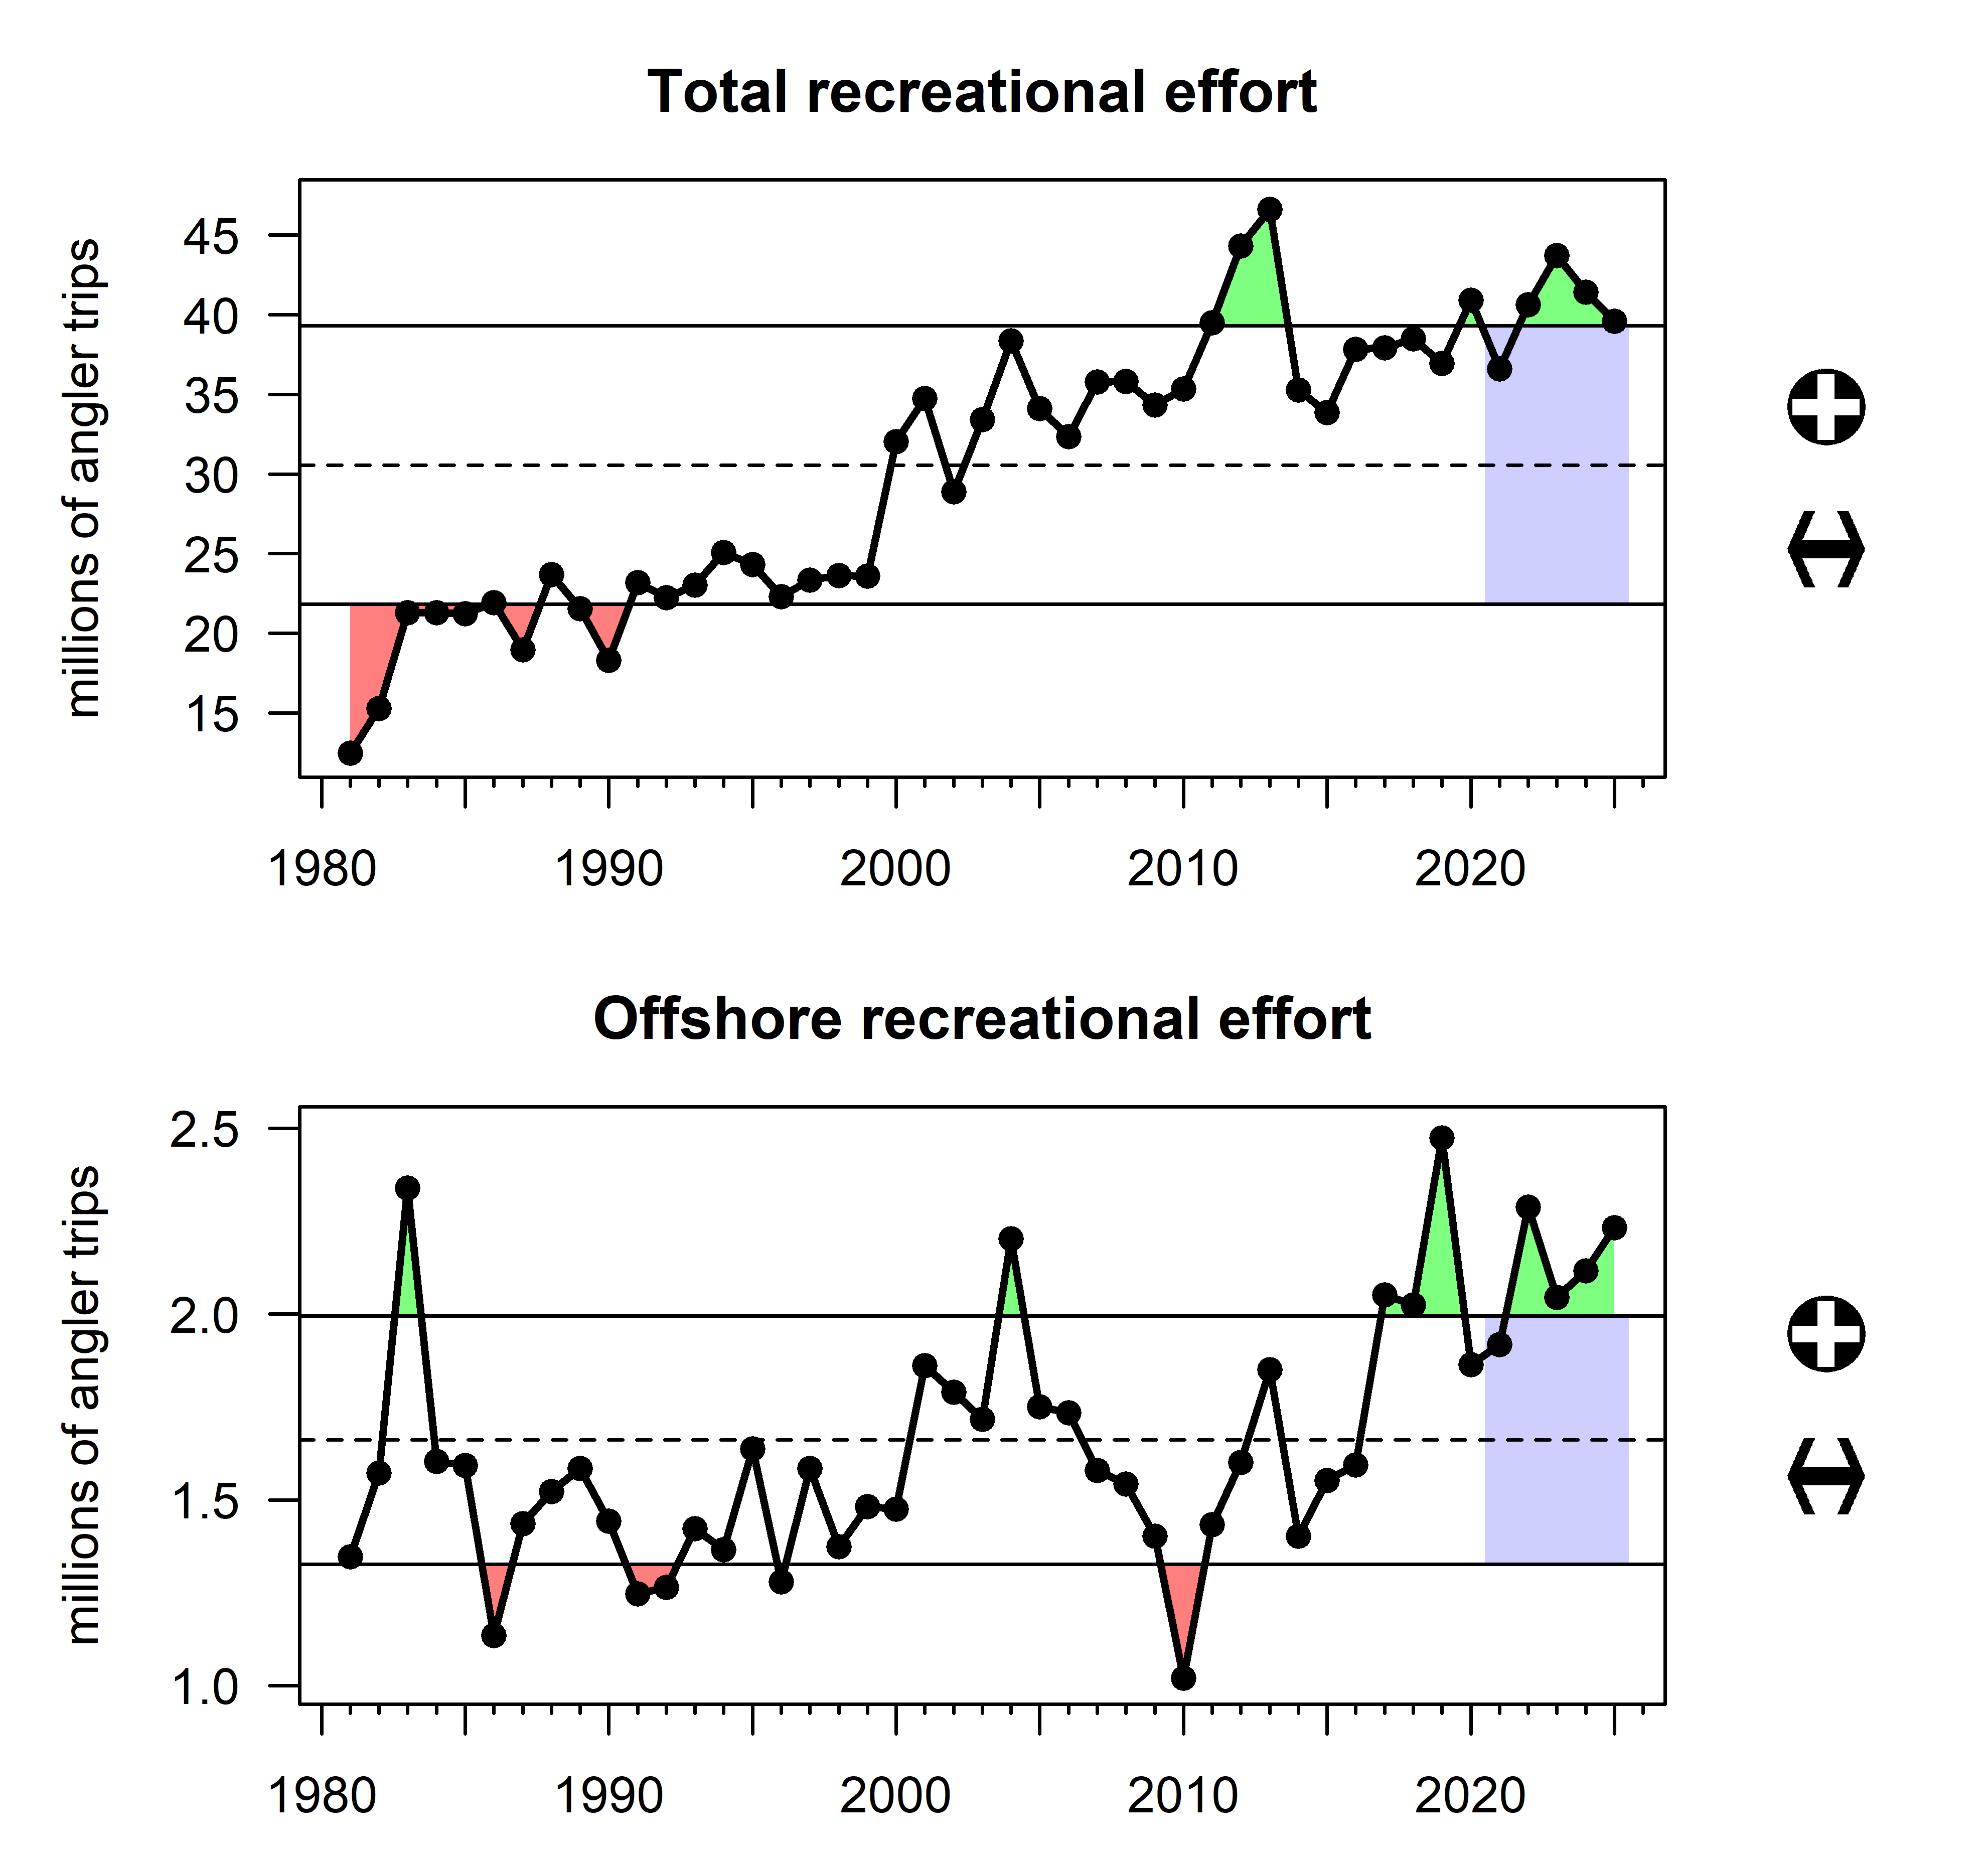 Total recreational effort
millions of angler trips
45
40
35
30
25
20
15
1980 1990 2000 2010 2020
Offshore recreational effort
millions of angler trips
2.5
2.0
1.5
1.0
1980 1990 2000 2010 2020